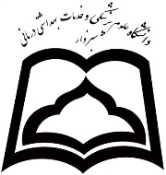 دانشگاه علوم پزشکی و خدمات بهداشتی درمانی
سبزوار